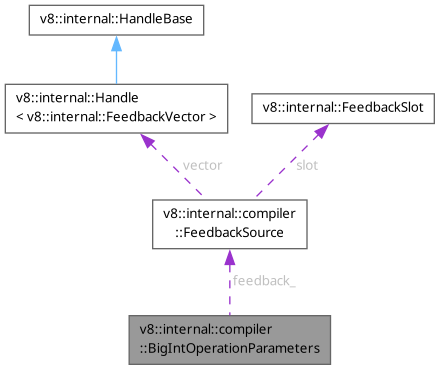 v8::internal::HandleBase
v8::internal::Handle
< v8::internal::FeedbackVector >
v8::internal::FeedbackSlot
vector
slot
v8::internal::compiler
::FeedbackSource
feedback_
v8::internal::compiler
::BigIntOperationParameters